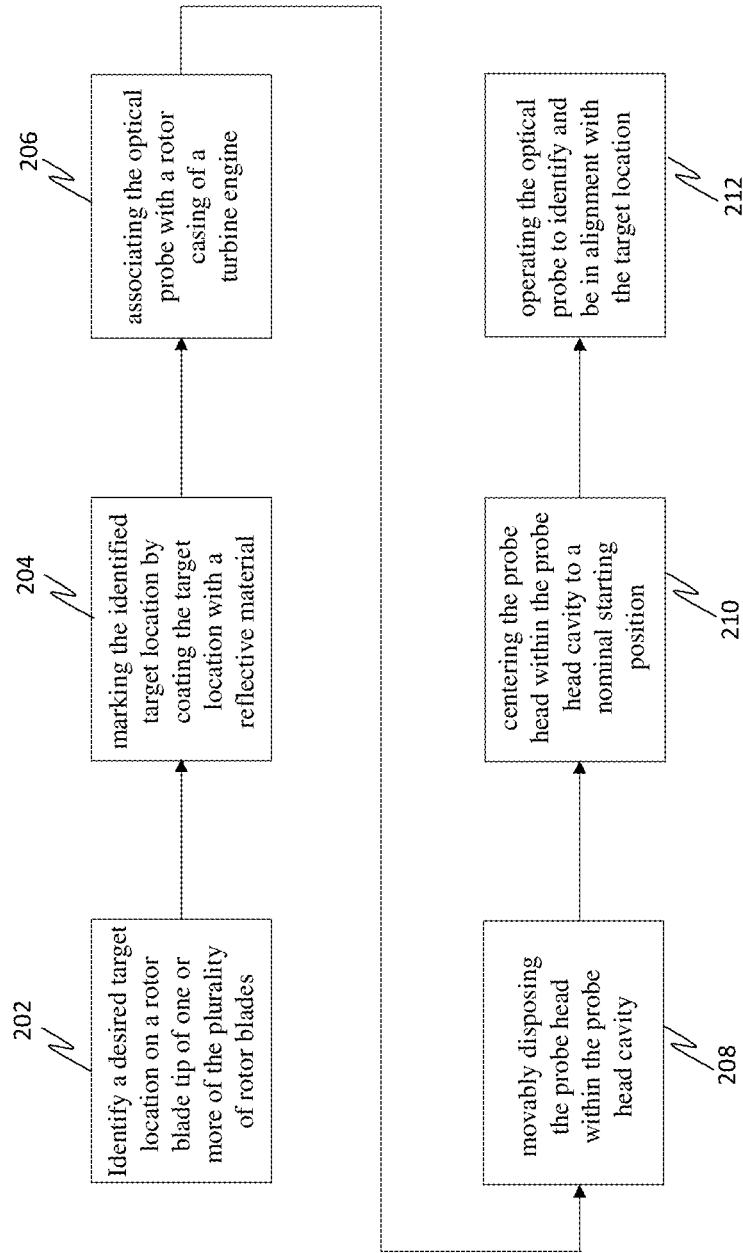 202
Identify a desired target
location on a rotor
blade tip of one or
more of the plurality
of rotor blades
204
marking the identified
target location by
coating the target
location with a
reflective material
206
associating the optical
probe with a rotor
casing of a
turbine engine
movably disposing
the probe head
within the probe
head cavity
208
centering the probe
head within the probe
head cavity to a
nominal starting
position
210
operating the optical
probe to identify and
be in alignment with
the target location
212